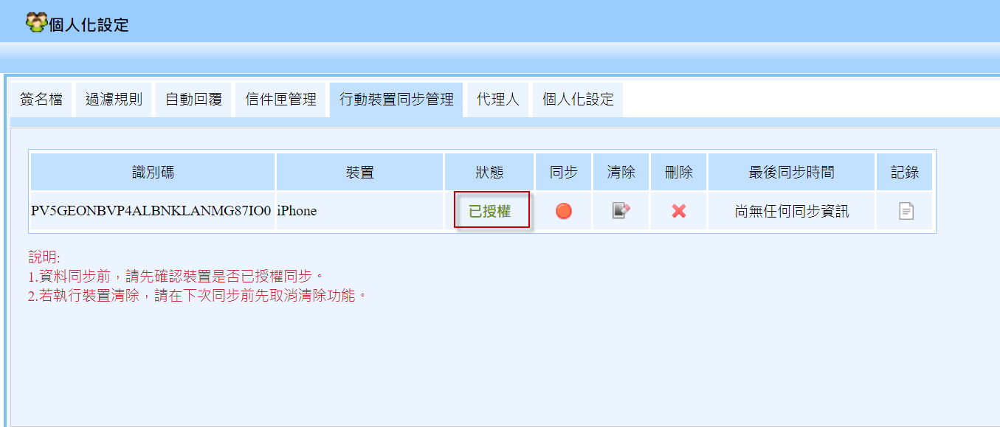 個人化設定
簽名檔 過濾規則 自動回覆 信件匣管理 行動裝置同步管理 代理人 個人化設定
識別碼 裝置 狀態 同步 清除 刪除 最後同步時間 記錄
PV5GEONBVP4ALBNKLANMG87IO0 iPhone 已授權 尚無任何同步資訊
說明:
1.資料同步前，請先確認裝置是否已授權同步。
2.若執行裝置清除，請在下次同步前先取消清除功能。